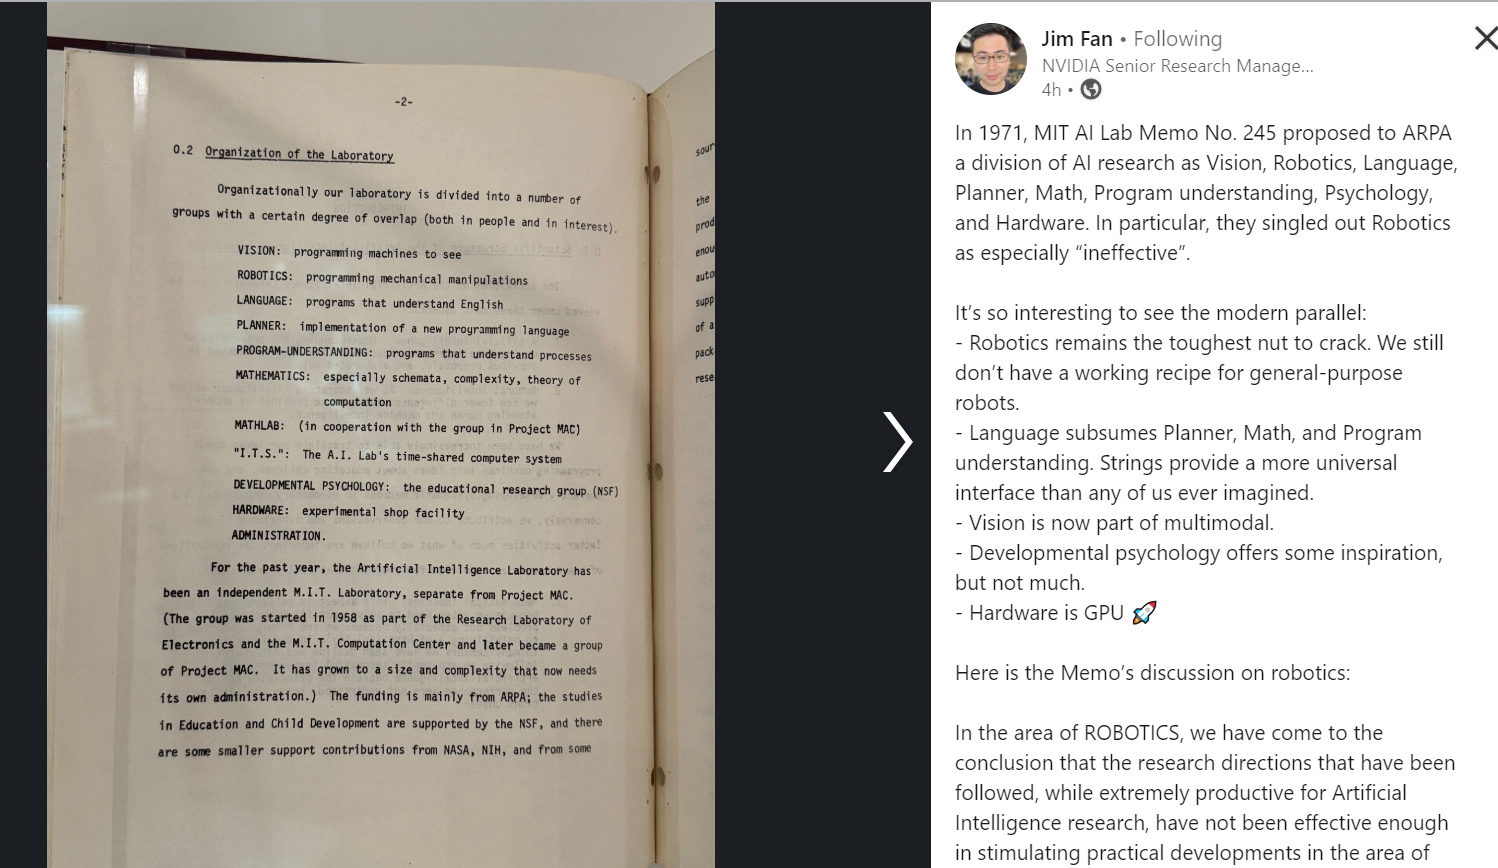 -2-
0.2 Organization of the Laboratory
Organizationally our laboratory is divided into a number of
groups with a certain degree of overlap (both in people and in interest).
VISION: programming machines to see
ROBOTICS: programming mechanical manipulations
LANGUAGE: programs that understand English
PLANNER: implementation of a new programming language
PROGRAM-UNDERSTANDING: programs that understand processes
MATHEMATICS: especially schemata, complexity, theory of
computation
MATHLAB: (in cooperation with the group in Project MAC)
"I.T.S.": The A.I. Lab's time-shared computer system
DEVELOPMENTAL PSYCHOLOGY: the educational research group (NSF)
HARDWARE: experimental shop facility
ADMINISTRATION.
For the past year, the Artificial Intelligence Laboratory has
been an independent M.I.T. Laboratory, separate from Project MAC.
(The group was started in 1958 as part of the Research Laboratory of
Electronics and the M.I.T. Computation Center and later became a group
of Project MAC. It has grown to a size and complexity that now needs
its own administration.) The funding is mainly from ARPA; the studies
in Education and Child Development are supported by the NSF, and there
are some smaller support contributions from NASA, NIH, and from some
sour
the
prod
enou
auto
supp
of a
pack
rese
Jim Fan • Following
NVIDIA Senior Research Manage...
4h •
In 1971, MIT AI Lab Memo No. 245 proposed to ARPA
a division of AI research as Vision, Robotics, Language,
Planner, Math, Program understanding, Psychology,
and Hardware. In particular, they singled out Robotics
as especially “ineffective”.
It’s so interesting to see the modern parallel:
- Robotics remains the toughest nut to crack. We still
don’t have a working recipe for general-purpose
robots.
- Language subsumes Planner, Math, and Program
understanding. Strings provide a more universal
interface than any of us ever imagined.
- Vision is now part of multimodal.
- Developmental psychology offers some inspiration,
but not much.
- Hardware is GPU 🚀
Here is the Memo’s discussion on robotics:
In the area of ROBOTICS, we have come to the
conclusion that the research directions that have been
followed, while extremely productive for Artificial
Intelligence research, have not been effective enough
in stimulating practical developments in the area of